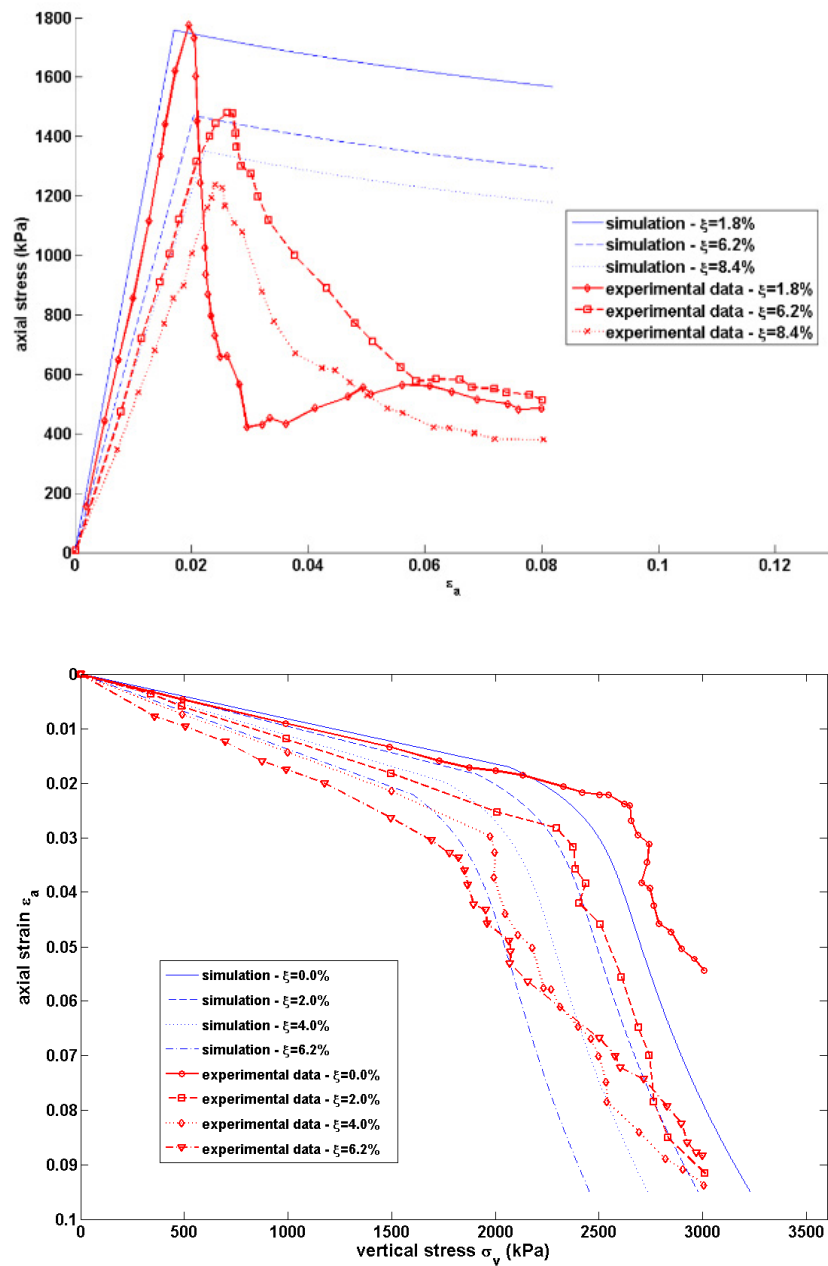 1800
1600
1400
1200
1000
800
600
400
200
0
axial stress (kPa)
0
0.02
0.04
0.06
0.08
0.1
0.12
εa
simulation - ξ=1.8%
simulation - ξ=6.2%
simulation - ξ=8.4%
experimental data - ξ=1.8%
experimental data - ξ=6.2%
experimental data - ξ=8.4%
0
0.01
0.02
0.03
0.04
0.05
0.06
0.07
0.08
0.09
0.1
axial strain εa
simulation - ξ=0.0%
simulation - ξ=2.0%
simulation - ξ=4.0%
simulation - ξ=6.2%
experimental data - ξ=0.0%
experimental data - ξ=2.0%
experimental data - ξ=4.0%
experimental data - ξ=6.2%
0
500
1000
1500
2000
2500
3000
3500
vertical stress σv (kPa)